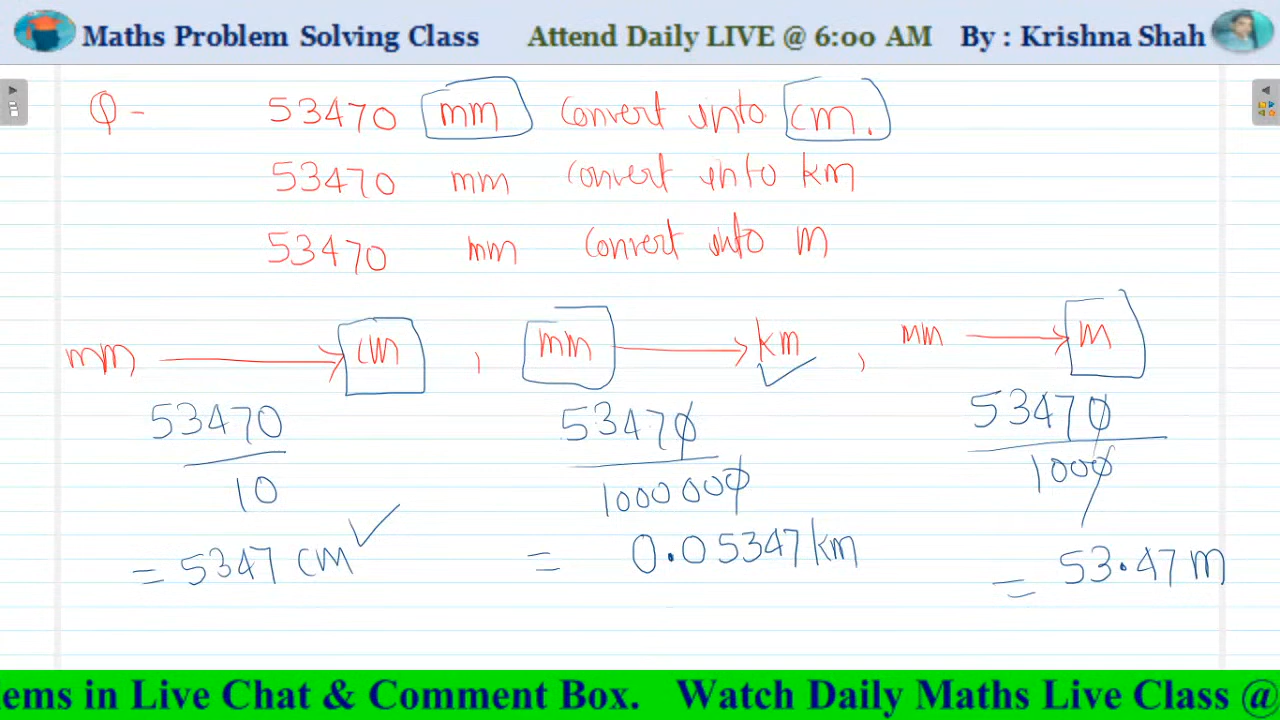 Maths Problem Solving Class Attend Daily LIVE @ 6:00 AM By : Krishna Shah
Q - 53470 mm convert into cm.
53470 mm convert into km
53470 mm convert into m
mm → cm , mm → km , mm → m
53470 53470 53470
10 1000000 1000
= 5347 cm = 0.05347 km = 53.47 m
ems in Live Chat & Comment Box. Watch Daily Maths Live Class @